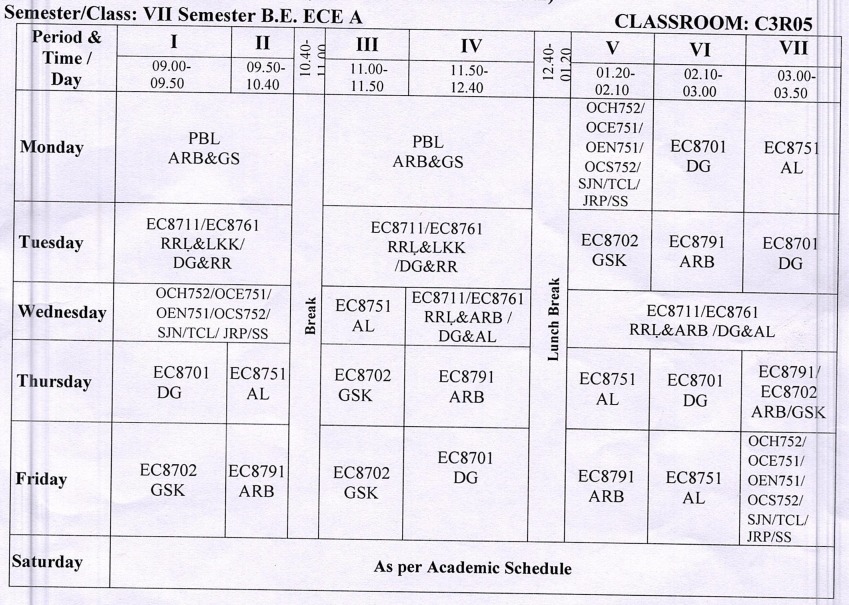 Semester/Class: VII Semester B.E. ECE A
CLASSROOM: C3R05
Period &
Time /
Day
I
II
10.40-
11.00
III
IV
12.40-
01.20
V
VI
VII
09.00-
09.50
09.50-
10.40
11.00-
11.50
11.50-
12.40
01.20-
02.10
02.10-
03.00
03.00-
03.50
Monday
PBL
ARB&GS
PBL
ARB&GS
OCH752/
OCE751/
OEN751/
OCS752/
SJN/TCL/
JRP/SS
EC8701
DG
EC8751
AL
Tuesday
EC8711/EC8761
RRL&LKK/
DG&RR
EC8711/EC8761
RRL&LKK
/DG&RR
EC8702
GSK
EC8791
ARB
EC8701
DG
Break
Lunch Break
Wednesday
OCH752/OCE751/
OEN751/OCS752/
SJN/TCL/ JRP/SS
EC8751
AL
EC8711/EC8761
RRL&ARB /
DG&AL
EC8711/EC8761
RRL&ARB /DG&AL
Thursday
EC8701
DG
EC8751
AL
EC8702
GSK
EC8791
ARB
EC8751
AL
EC8701
DG
EC8791/
EC8702
ARB/GSK
Friday
EC8702
GSK
EC8791
ARB
EC8702
GSK
EC8701
DG
EC8791
ARB
EC8751
AL
OCH752/
OCE751/
OEN751/
OCS752/
SJN/TCL/
JRP/SS
Saturday
As per Academic Schedule